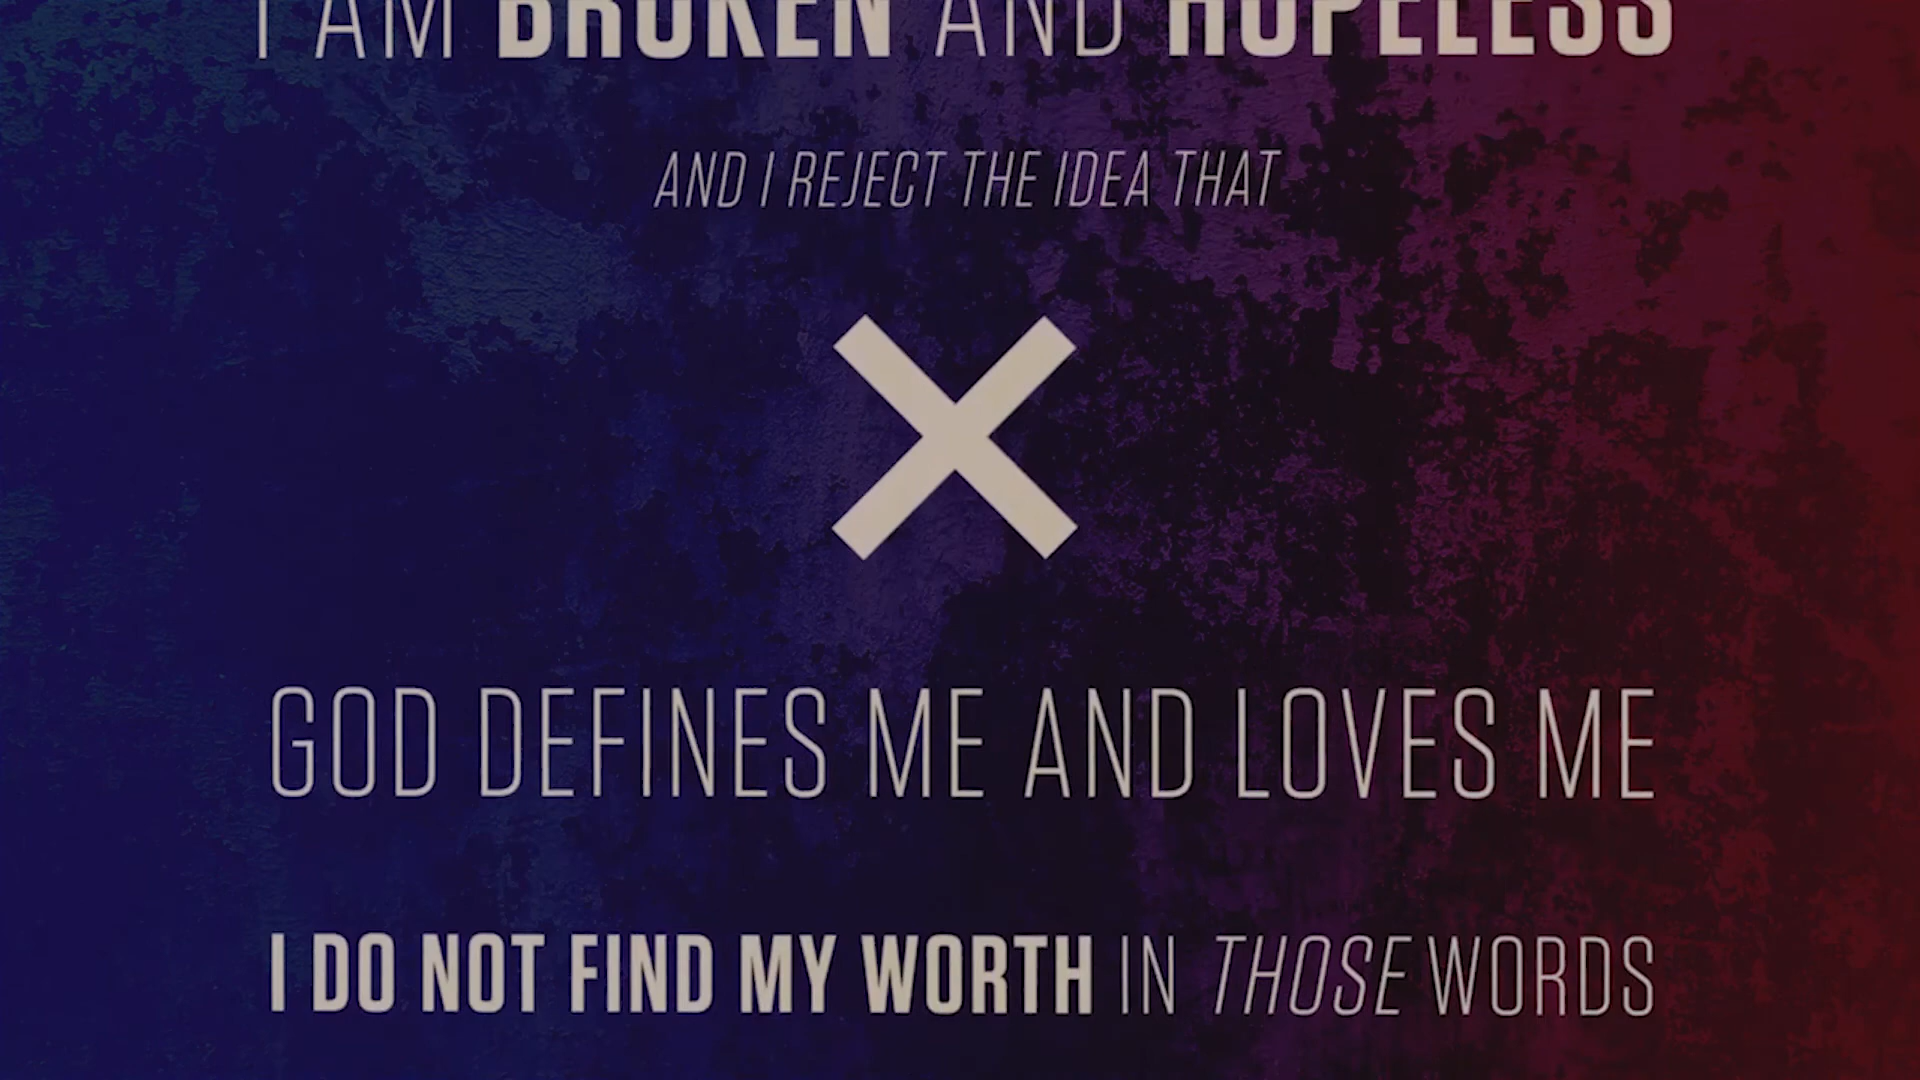 I AM BROKEN AND HOPELESS
AND I REJECT THE IDEA THAT
GOD DEFINES ME AND LOVES ME
I DO NOT FIND MY WORTH IN THOSE WORDS